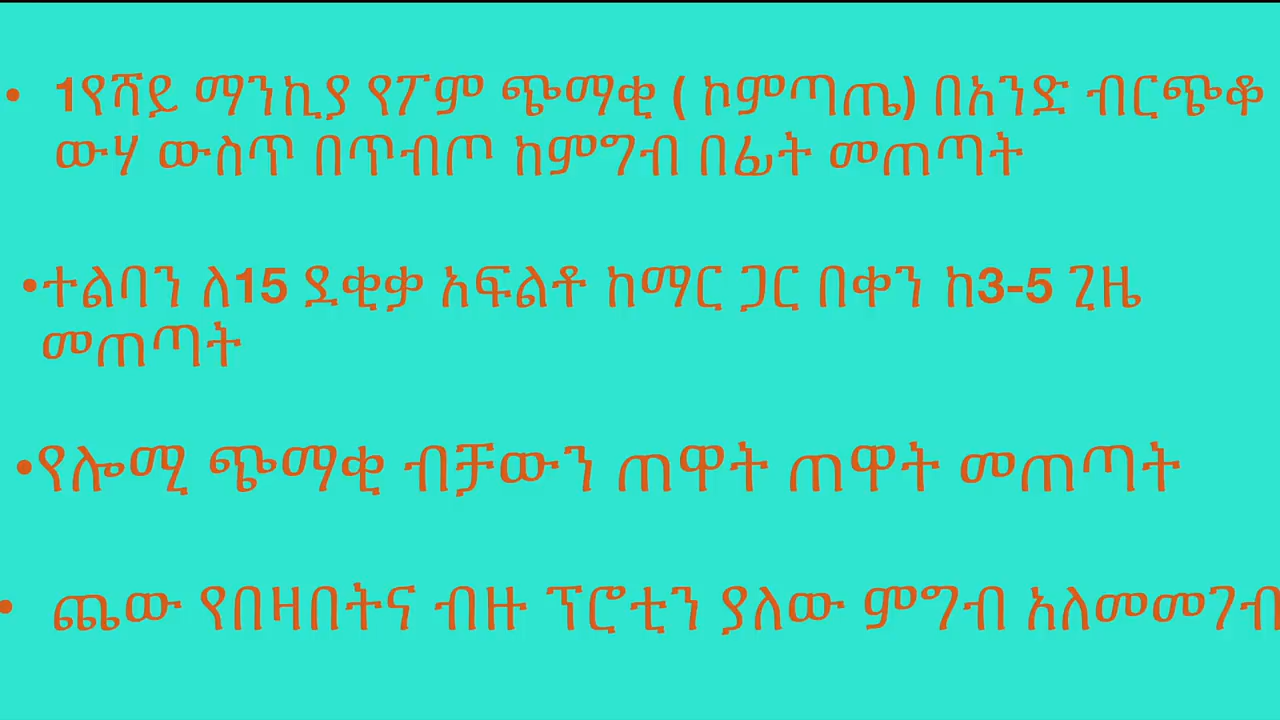 • 1የሻይ ማንኪያ የፖም ጭማቂ ( ኮምጣጤ) በአንድ ብርጭቆ
ውሃ ውስጥ በጥብጦ ከምግብ በፊት መጠጣት
•ተልባን ለ15 ደቂቃ አፍልቶ ከማር ጋር በቀን ከ3-5 ጊዜ
መጠጣት
•የሎሚ ጭማቂ ብቻውን ጠዋት ጠዋት መጠጣት
• ጨው የበዛበትና ብዙ ፕሮቲን ያለው ምግብ አለመመገብ